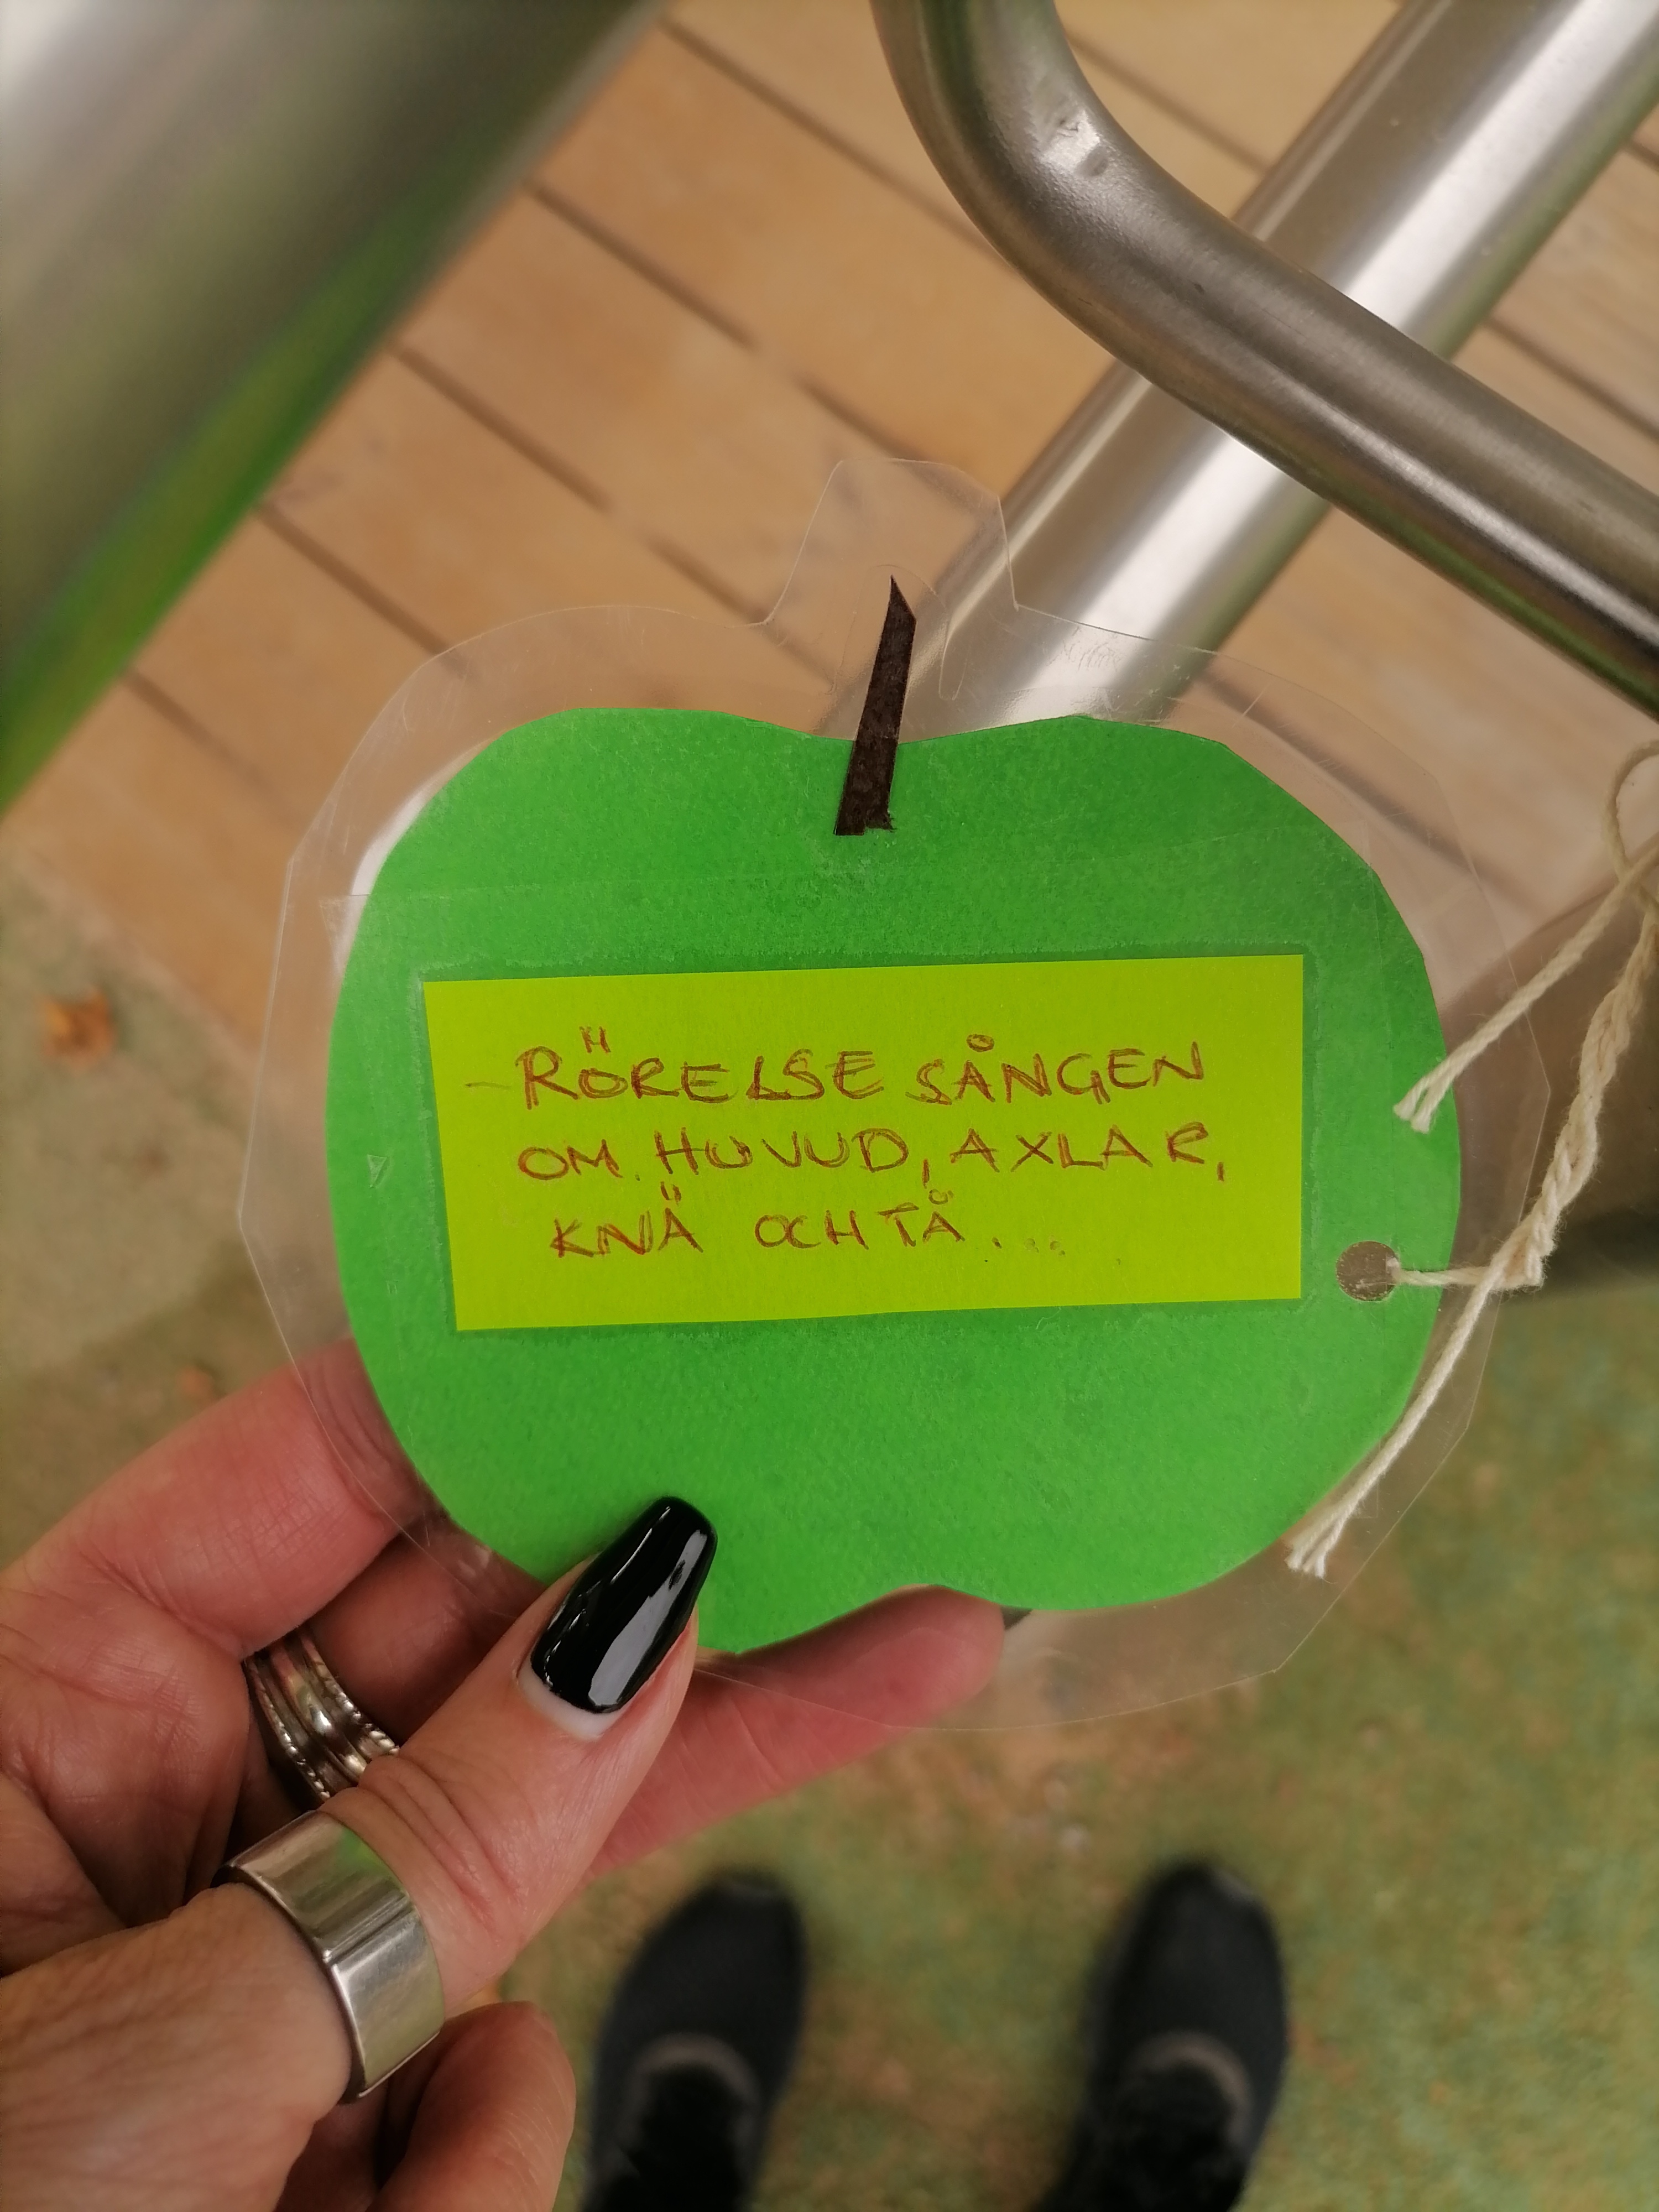 - RÖRELSE SÅNGEN
OM HUVUD, AXLAR,
KNÄ OCH TÅ...